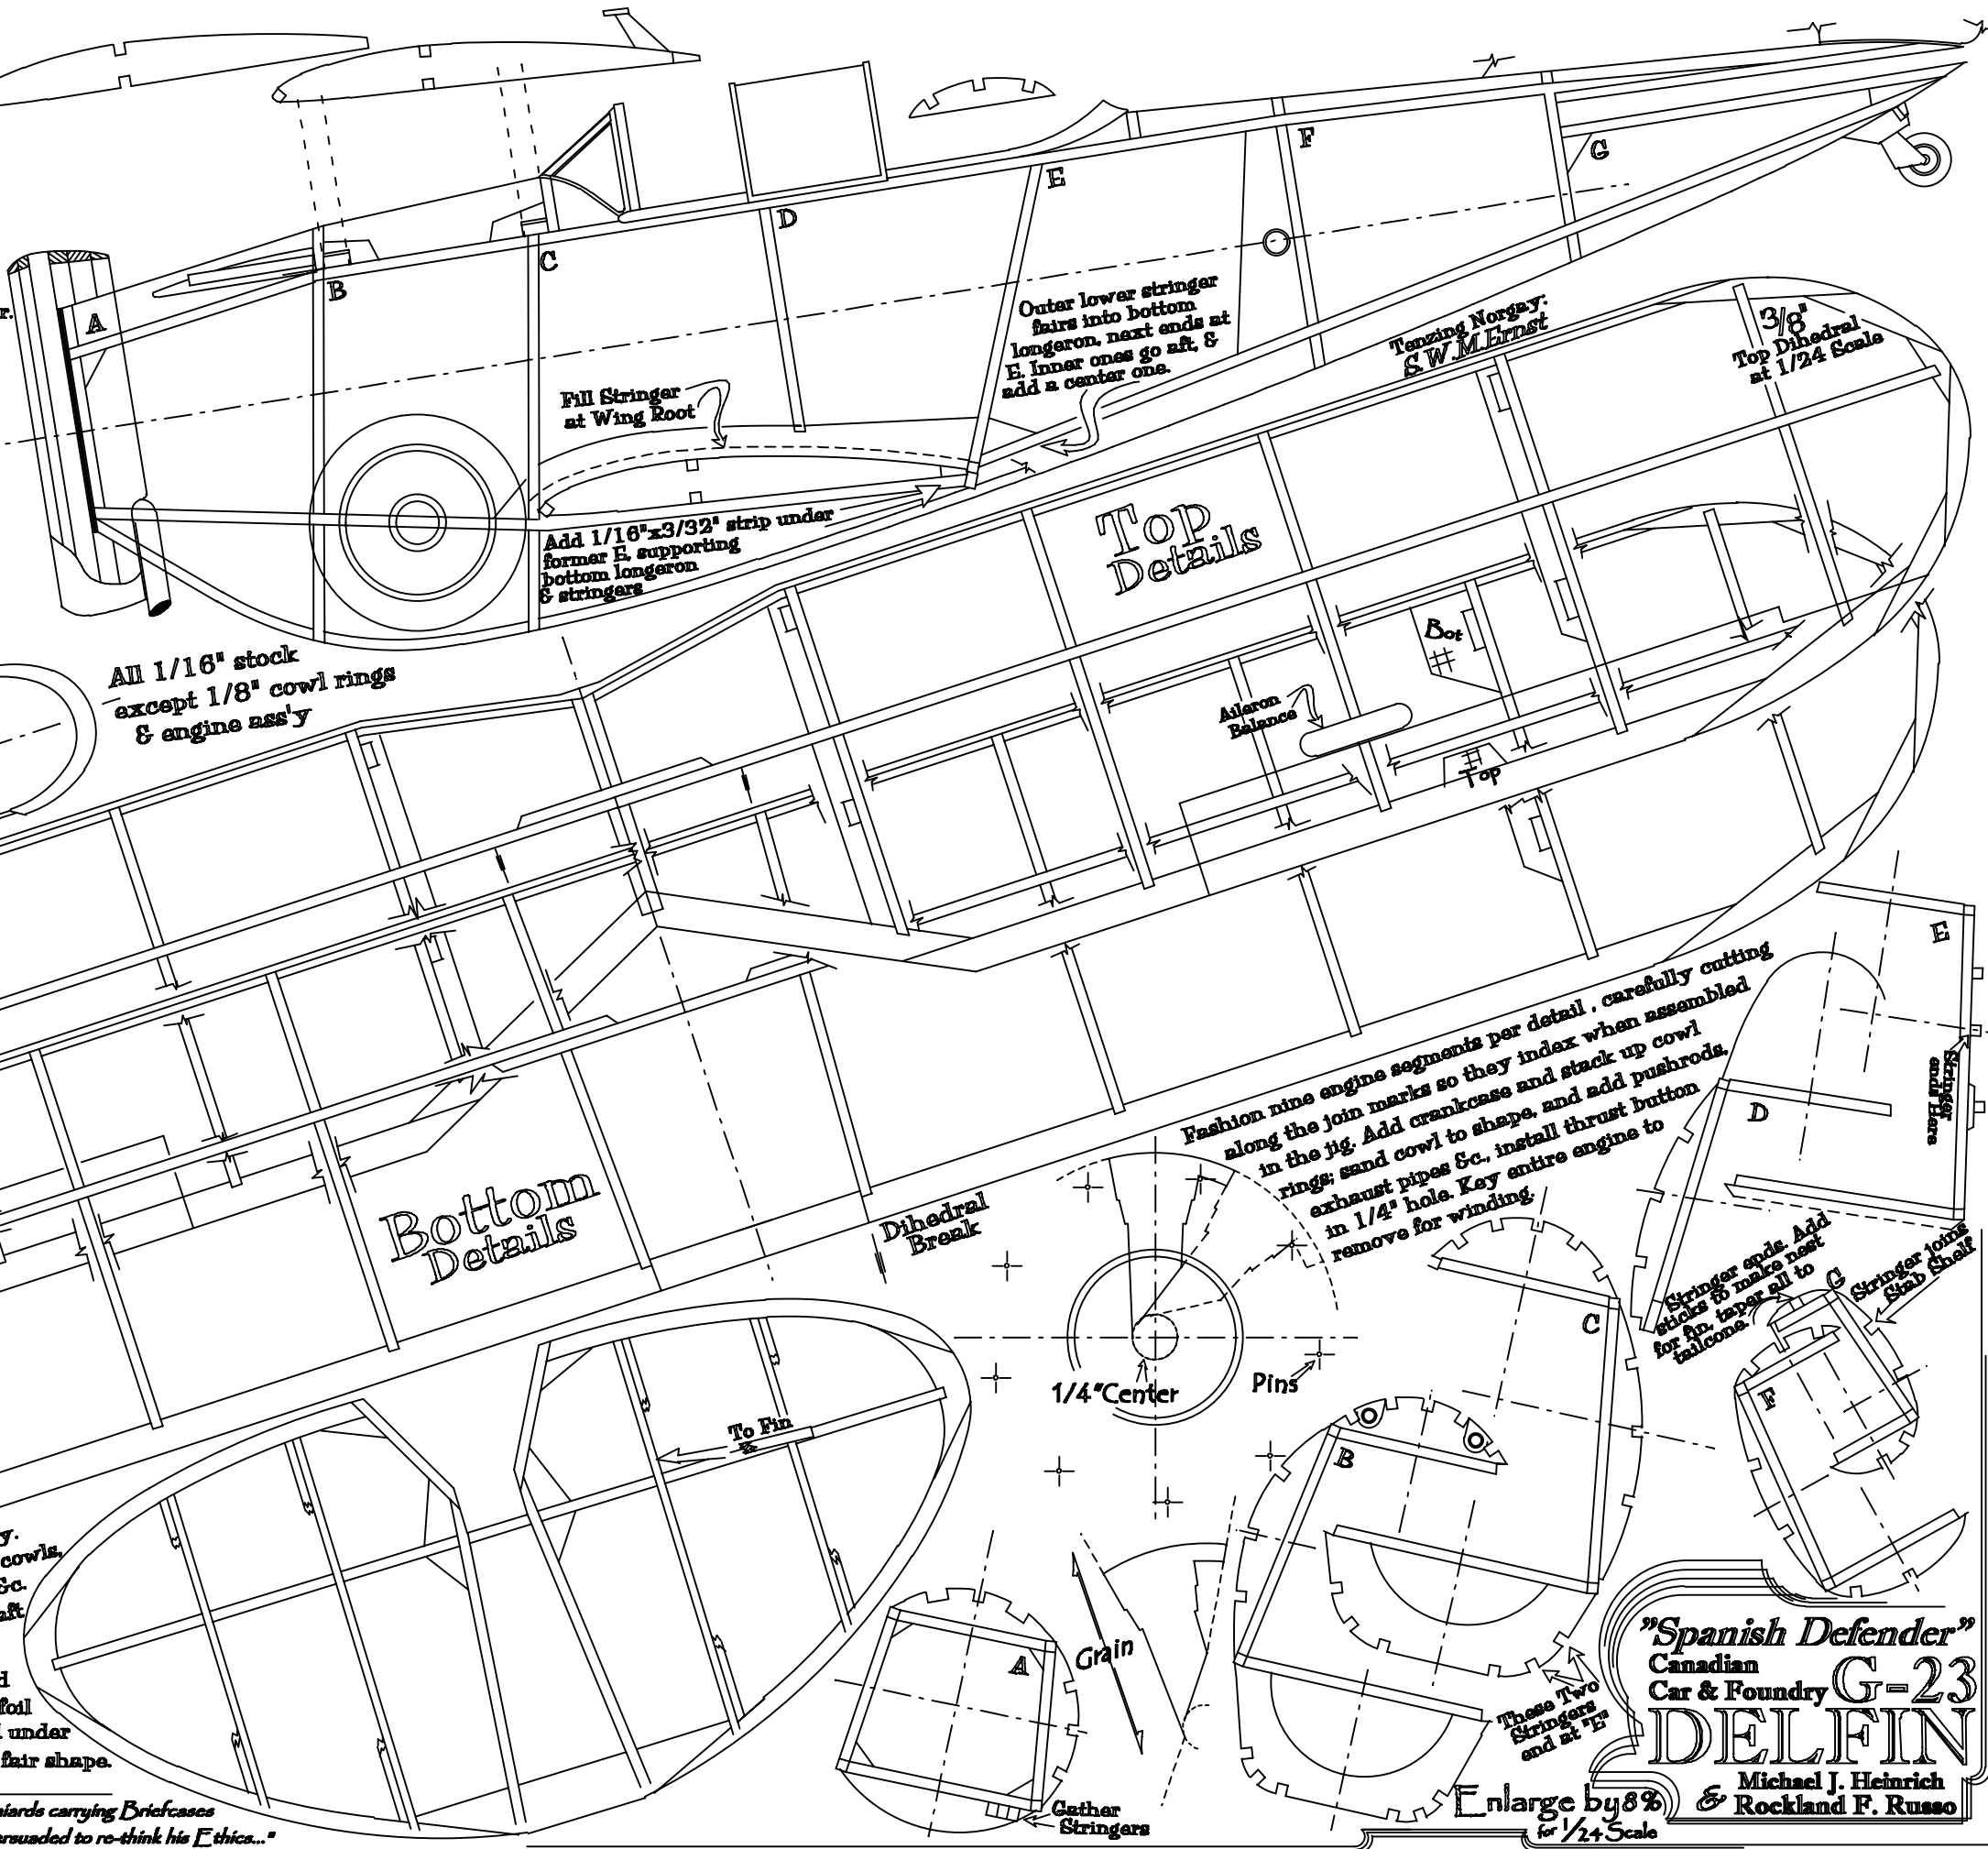 r.
A
B
C
D
E
F
G
Outer lower stringer
fairs into bottom
longeron, next ends at
E. Inner ones go aft, &
add a center one.
Tenzing Norgay:
S.W.M.Ernst
3/8"
Top Dihedral
at 1/24 Scale
Fill Stringer
at Wing Root
Add 1/16"x3/32" strip under
former E, supporting
bottom longeron
& stringers
Top
Details
All 1/16" stock
except 1/8" cowl rings
& engine ass'y
Bot
Aileron
Balance
Top
E
Stringer
ends Here
D
Fashion nine engine segments per detail , carefully cutting
along the join marks so they index when assembled
in the jig. Add crankcase and stack up cowl
rings; sand cowl to shape, and add pushrods,
exhaust pipes &c., install thrust button
in 1/4" hole. Key entire engine to
remove for winding.
Bottom
Details
Dihedral
Break
Stringer ends. Add
sticks to make nest
for fin, taper all to
tailcone.
G
Stringer joins
Stab Shelf
C
F
1/4"Center
Pins
To Fin
B
y.
cowls,
&c.
aft
d
foil
under
fair shape.
A
Grain
Gather
Stringers
These Two
Stringers
end at "E"
"Spanish Defender"
Canadian
Car & Foundry G-23
DELFIN
Michael J. Heinrich
& Rockland F. Russo
Enlarge by8%
for 1/24 Scale
niards carrying Briefcases
ersuaded to re-think his Ethics..."